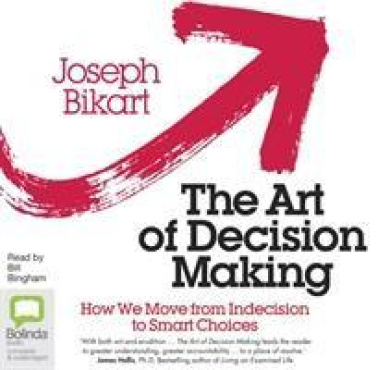 Joseph
Bikart
The Art
of Decision
Making
Read by
Bill
Bingham
Bolinda
audio
complete
& unabridged
How We Move from Indecision
to Smart Choices
"With both art and erudition ... The Art of Decision Making leads the reader
to greater understanding, greater accountability ... to a place of resolve."
James Hollis, Ph.D, Bestselling author of Living an Examined Life